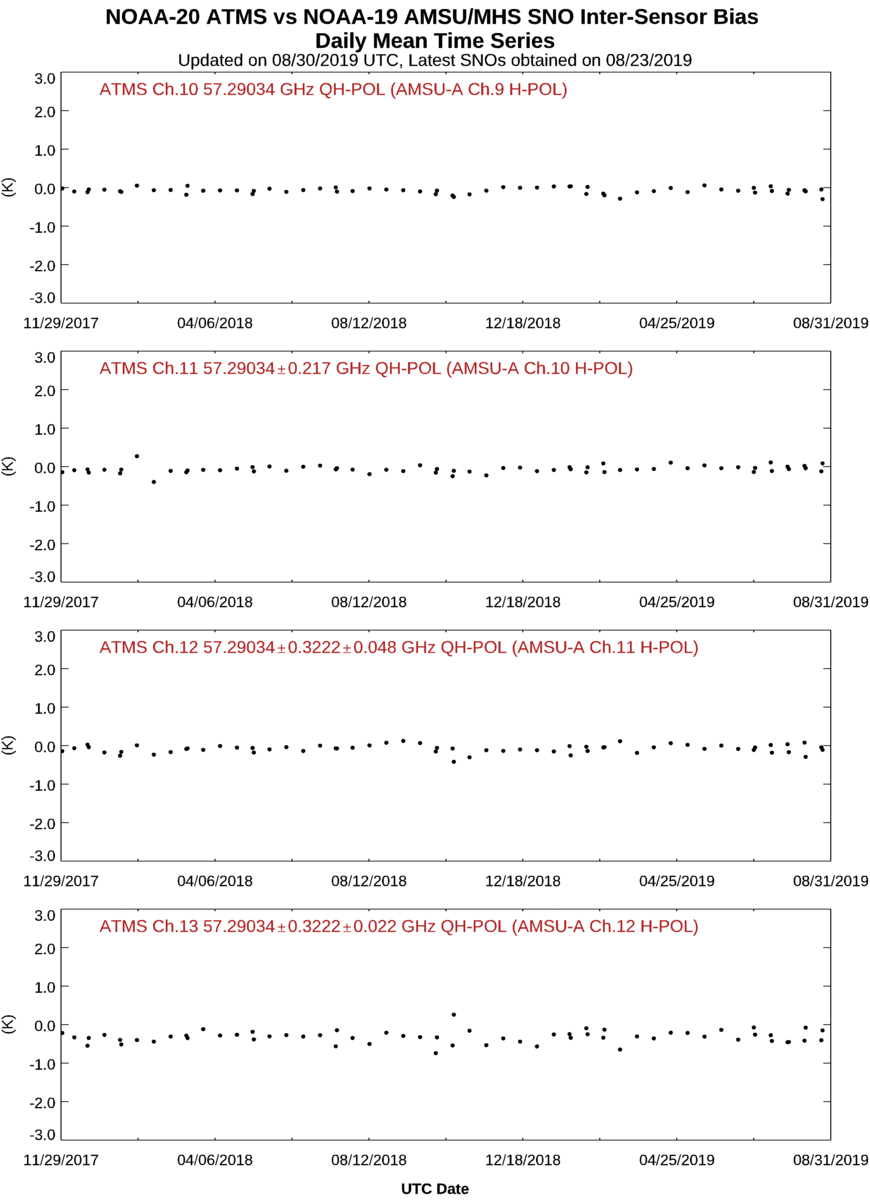 NOAA-20 ATMS vs NOAA-19 AMSU/MHS SNO Inter-Sensor Bias
Daily Mean Time Series
Updated on 08/30/2019 UTC, Latest SNOs obtained on 08/23/2019
ATMS Ch.10 57.29034 GHz QH-POL (AMSU-A Ch.9 H-POL)
3.0
2.0
1.0
0.0
-1.0
-2.0
-3.0
(K)
11/29/2017 04/06/2018 08/12/2018 12/18/2018 04/25/2019 08/31/2019
ATMS Ch.11 57.29034±0.217 GHz QH-POL (AMSU-A Ch.10 H-POL)
3.0
2.0
1.0
0.0
-1.0
-2.0
-3.0
(K)
11/29/2017 04/06/2018 08/12/2018 12/18/2018 04/25/2019 08/31/2019
ATMS Ch.12 57.29034±0.3222±0.048 GHz QH-POL (AMSU-A Ch.11 H-POL)
3.0
2.0
1.0
0.0
-1.0
-2.0
-3.0
(K)
11/29/2017 04/06/2018 08/12/2018 12/18/2018 04/25/2019 08/31/2019
ATMS Ch.13 57.29034±0.3222±0.022 GHz QH-POL (AMSU-A Ch.12 H-POL)
3.0
2.0
1.0
0.0
-1.0
-2.0
-3.0
(K)
11/29/2017 04/06/2018 08/12/2018 12/18/2018 04/25/2019 08/31/2019
UTC Date